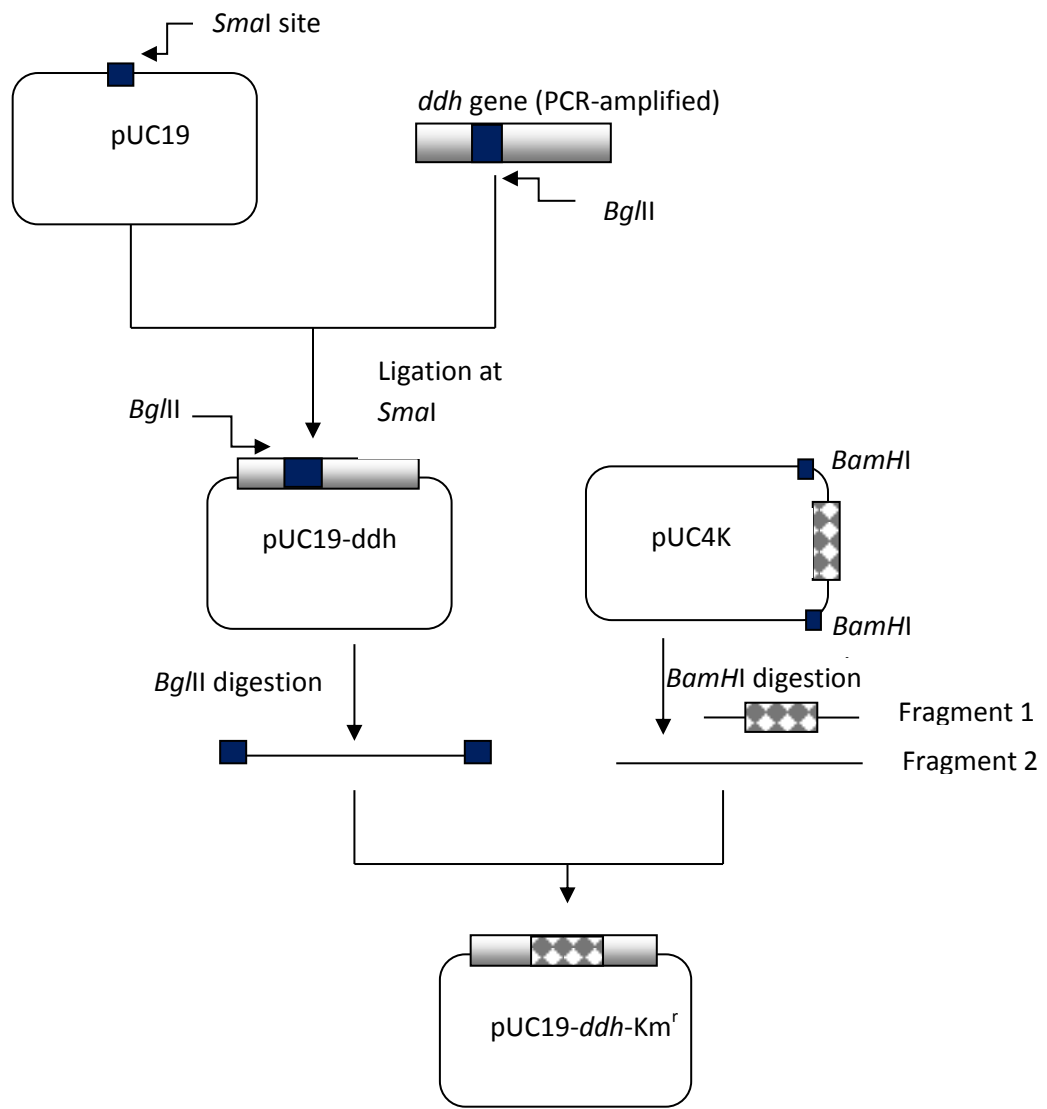 SmaI site
pUC19
ddh gene (PCR-amplified)
BglII
Ligation at
SmaI
BglII
pUC19-ddh
BamHI
pUC4K
BamHI
BglII digestion
BamHI digestion
Fragment 1
Fragment 2
pUC19-ddh-Kmʳ